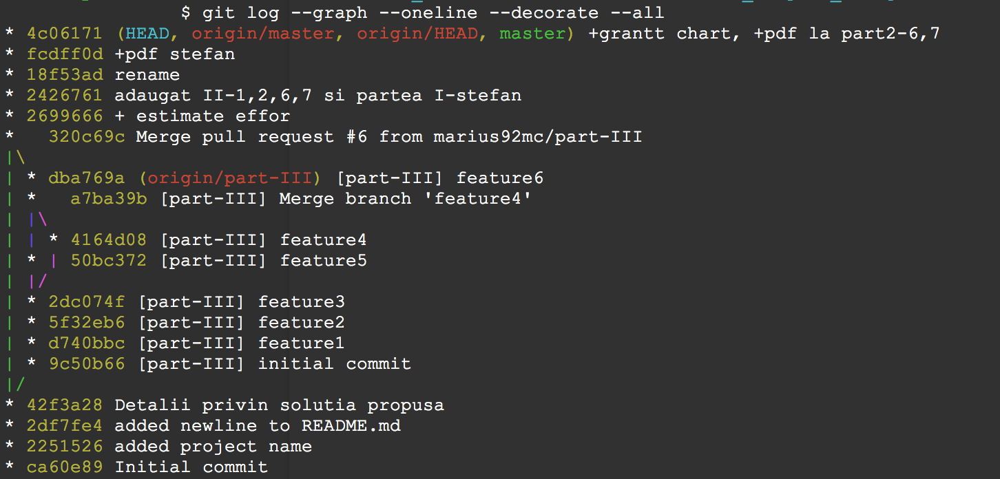 $ git log --graph --oneline --decorate --all
* 4c06171 (HEAD, origin/master, origin/HEAD, master) +grantt chart, +pdf la part2-6,7
* fcdff0d +pdf stefan
* 18f53ad rename
* 2426761 adaugat II-1,2,6,7 si partea I-stefan
* 2699666 + estimate effor
*   320c69c Merge pull request #6 from marius92mc/part-III
|\
| * dba769a (origin/part-III) [part-III] feature6
| *   a7ba39b [part-III] Merge branch 'feature4'
| |\
| | * 4164d08 [part-III] feature4
| * | 50bc372 [part-III] feature5
| |/
| * 2dc074f [part-III] feature3
| * 5f32eb6 [part-III] feature2
| * d740bbc [part-III] feature1
| * 9c50b66 [part-III] initial commit
|/
* 42f3a28 Detalii privin solutia propusa
* 2df7fe4 added newline to README.md
* 2251526 added project name
* ca60e89 Initial commit